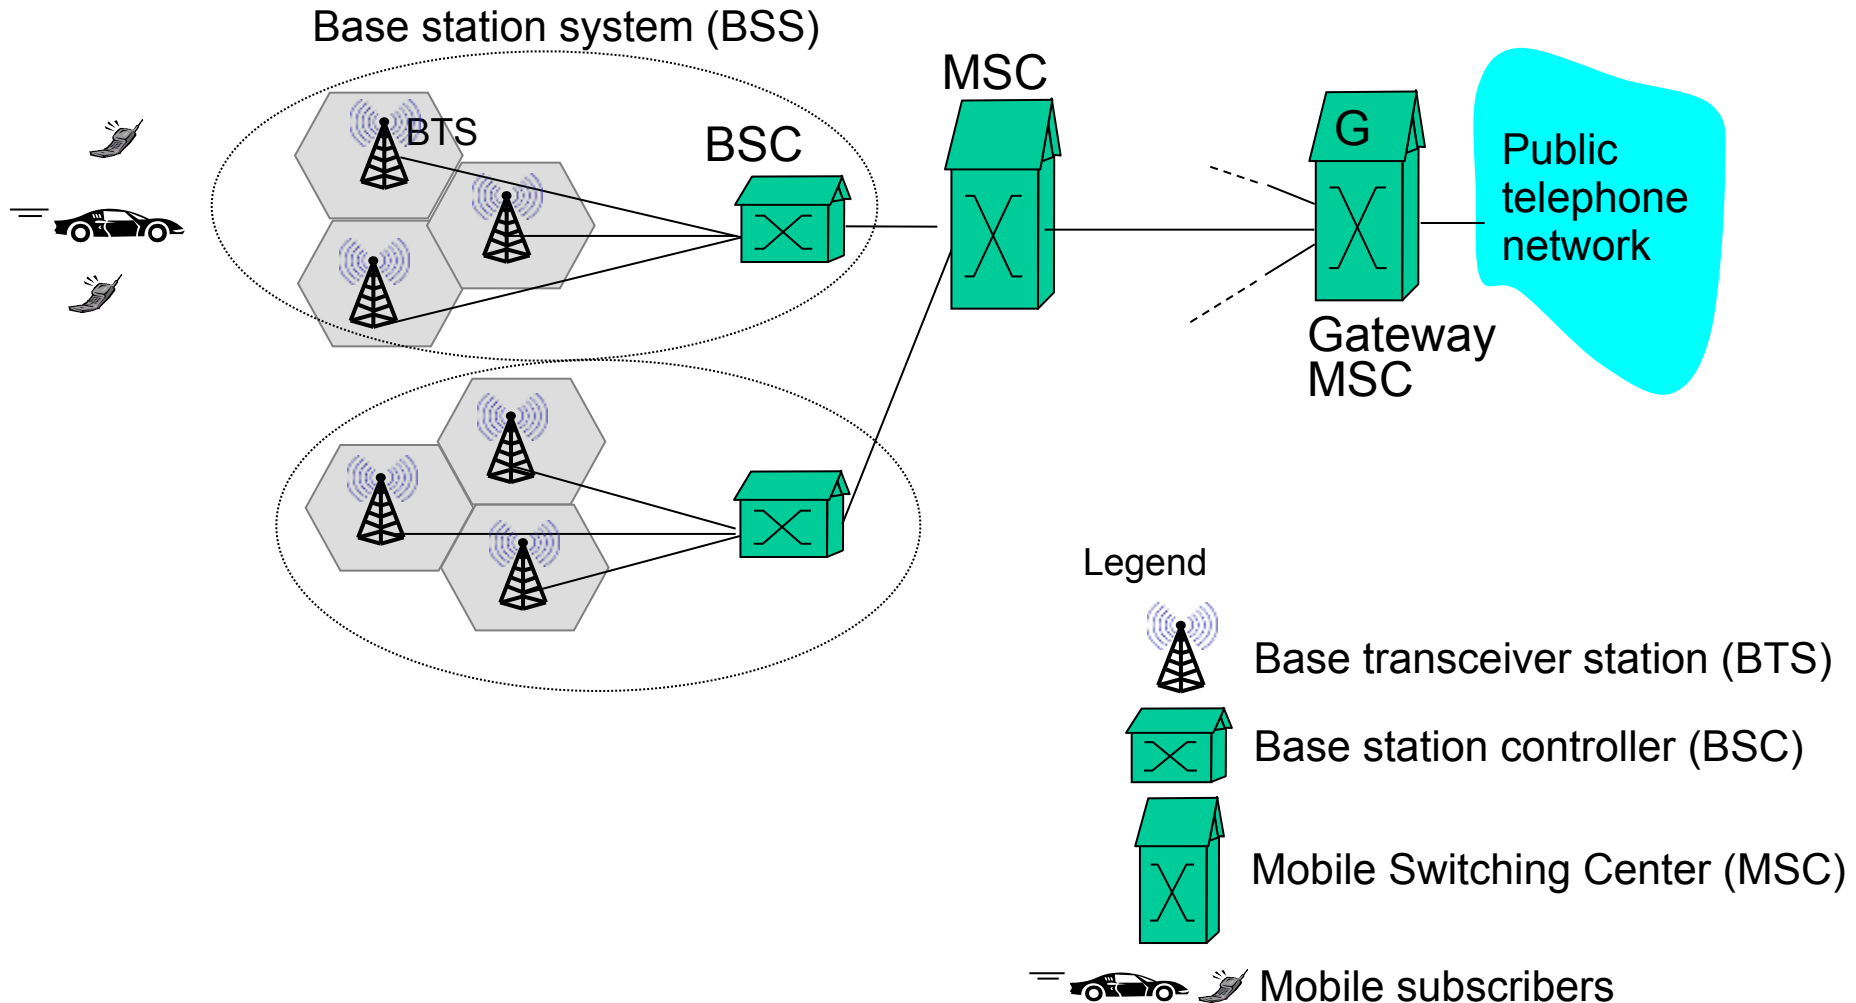 Base station system (BSS)
MSC
BTS
BSC
G
Public
telephone
network
Gateway
MSC
Legend
Base transceiver station (BTS)
Base station controller (BSC)
Mobile Switching Center (MSC)
Mobile subscribers